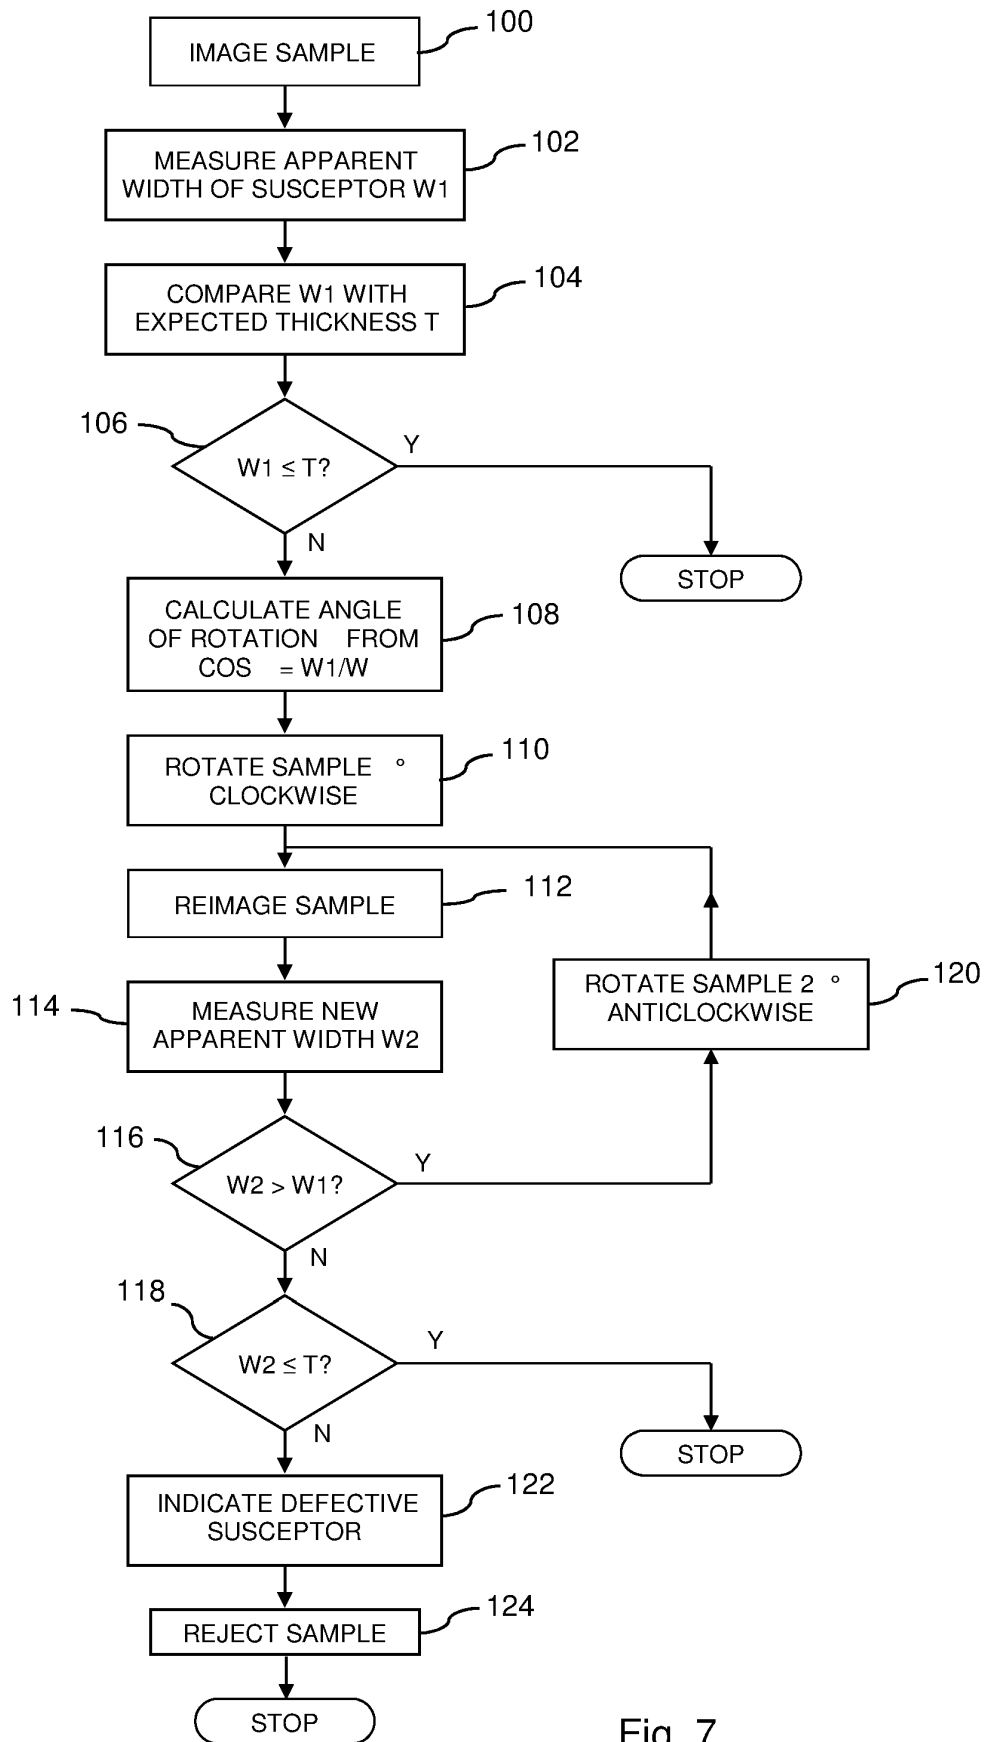 100
IMAGE SAMPLE
102
MEASURE APPARENT
WIDTH OF SUSCEPTOR W1
104
COMPARE W1 WITH
EXPECTED THICKNESS T
106
W1 ≤ T?
Y
N
STOP
108
CALCULATE ANGLE
OF ROTATION FROM
COS = W1/W
110
ROTATE SAMPLE °
CLOCKWISE
112
REIMAGE SAMPLE
114
MEASURE NEW
APPARENT WIDTH W2
120
ROTATE SAMPLE 2 °
ANTICLOCKWISE
116
W2 > W1?
Y
N
118
W2 ≤ T?
Y
N
STOP
122
INDICATE DEFECTIVE
SUSCEPTOR
124
REJECT SAMPLE
STOP
Fig. 7